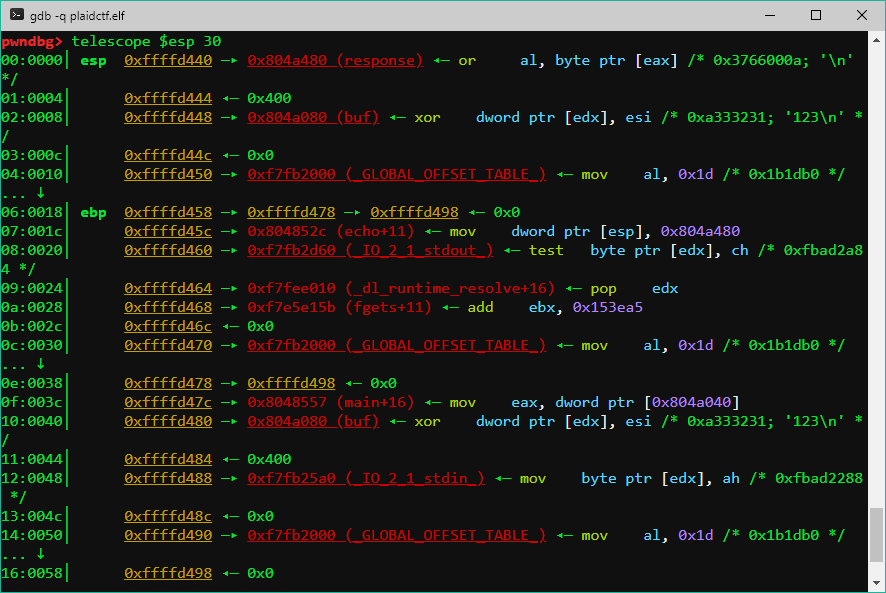 gdb -q plaidctf.elf
pwndbg> telescope $esp 30
00:0000│ esp  0xffffd440 —▸ 0x804a480 (response) ◂— or     al, byte ptr [eax] /* 0x3766000a; '\n'
*/
01:0004│      0xffffd444 ◂— 0x400
02:0008│      0xffffd448 —▸ 0x804a080 (buf) ◂— xor    dword ptr [edx], esi /* 0xa333231; '123\n' *
/
03:000c│      0xffffd44c ◂— 0x0
04:0010│      0xffffd450 —▸ 0xf7fb2000 (_GLOBAL_OFFSET_TABLE_) ◂— mov    al, 0x1d /* 0x1b1db0 */
... ↓
06:0018│ ebp  0xffffd458 —▸ 0xffffd478 —▸ 0xffffd498 ◂— 0x0
07:001c│      0xffffd45c —▸ 0x804852c (echo+11) ◂— mov    dword ptr [esp], 0x804a480
08:0020│      0xffffd460 —▸ 0xf7fb2d60 (_IO_2_1_stdout_) ◂— test   byte ptr [edx], ch /* 0xfbad2a8
4 */
09:0024│      0xffffd464 —▸ 0xf7fee010 (_dl_runtime_resolve+16) ◂— pop    edx
0a:0028│      0xffffd468 —▸ 0xf7e5e15b (fgets+11) ◂— add    ebx, 0x153ea5
0b:002c│      0xffffd46c ◂— 0x0
0c:0030│      0xffffd470 —▸ 0xf7fb2000 (_GLOBAL_OFFSET_TABLE_) ◂— mov    al, 0x1d /* 0x1b1db0 */
... ↓
0e:0038│      0xffffd478 —▸ 0xffffd498 ◂— 0x0
0f:003c│      0xffffd47c —▸ 0x8048557 (main+16) ◂— mov    eax, dword ptr [0x804a040]
10:0040│      0xffffd480 —▸ 0x804a080 (buf) ◂— xor    dword ptr [edx], esi /* 0xa333231; '123\n' *
/
11:0044│      0xffffd484 ◂— 0x400
12:0048│      0xffffd488 —▸ 0xf7fb25a0 (_IO_2_1_stdin_) ◂— mov    byte ptr [edx], ah /* 0xfbad2288
 */
13:004c│      0xffffd48c ◂— 0x0
14:0050│      0xffffd490 —▸ 0xf7fb2000 (_GLOBAL_OFFSET_TABLE_) ◂— mov    al, 0x1d /* 0x1b1db0 */
... ↓
16:0058│      0xffffd498 ◂— 0x0